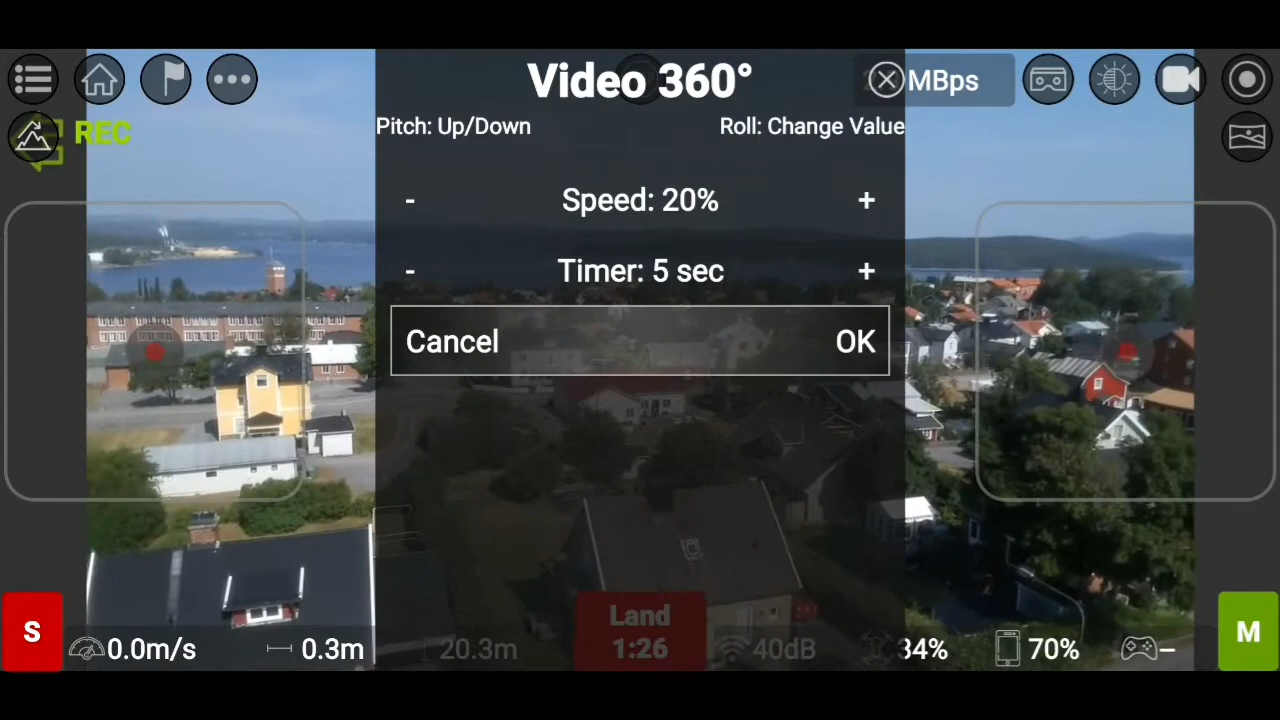 Video 360°
MBps
REC
Pitch: Up/Down
Roll: Change Value
- Speed: 20% +
- Timer: 5 sec +
Cancel
OK
S
0.0m/s
0.3m
20.3m
Land
1:26
40dB
34%
70%
–
M